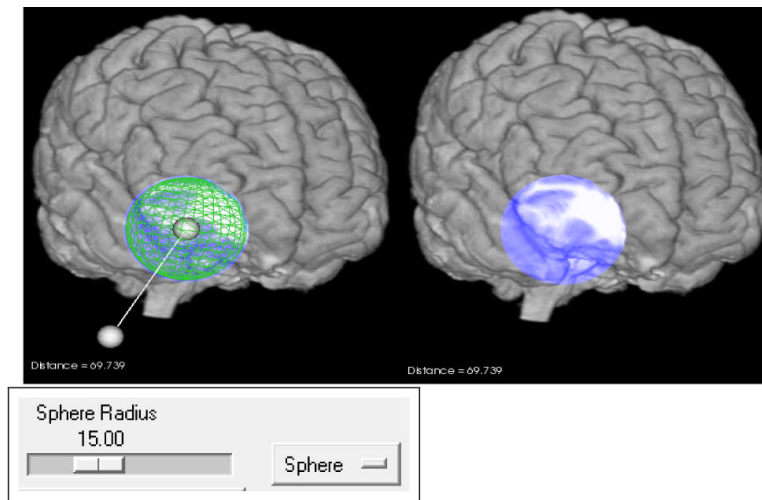 Distance = 69.739
Distance = 69.739
Sphere Radius
15.00
Sphere